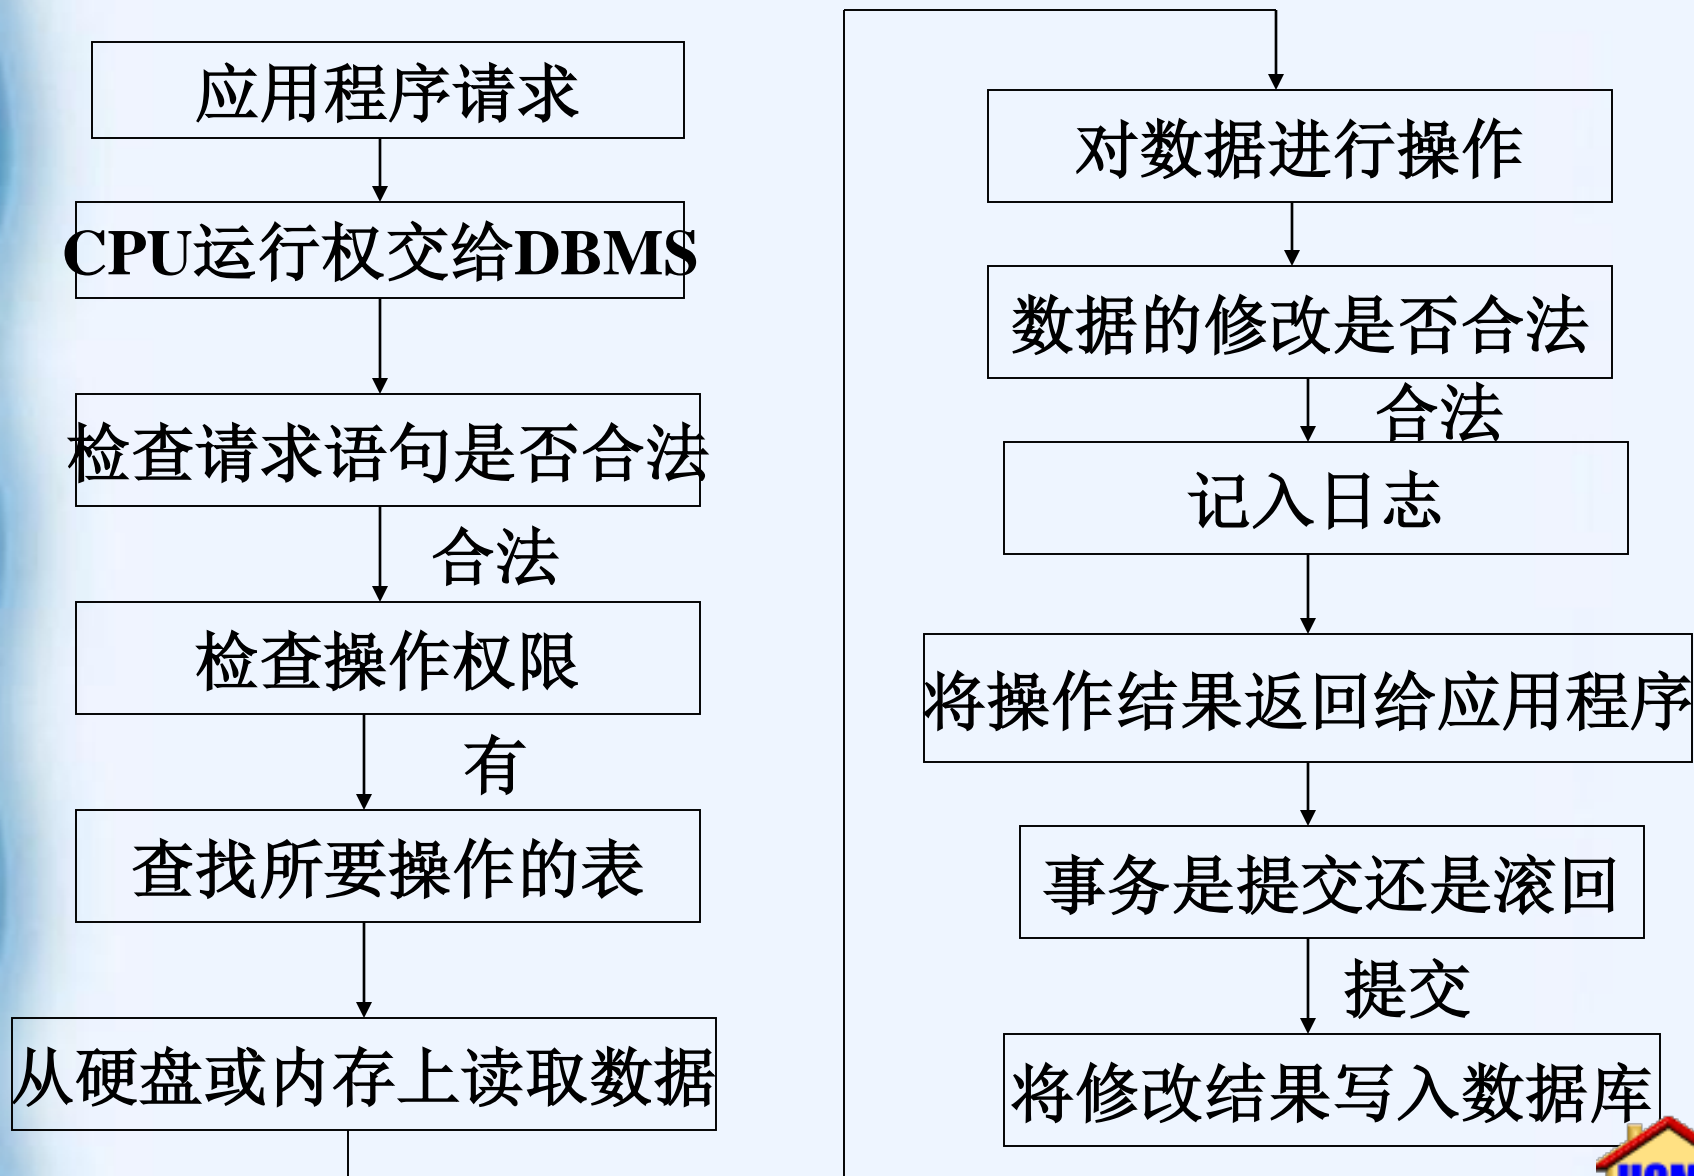 应用程序请求
CPU运行权交给DBMS
检查请求语句是否合法
合法
检查操作权限
有
查找所要操作的表
从硬盘或内存上读取数据
对数据进行操作
数据的修改是否合法
合法
记入日志
将操作结果返回给应用程序
事务是提交还是滚回
提交
将修改结果写入数据库